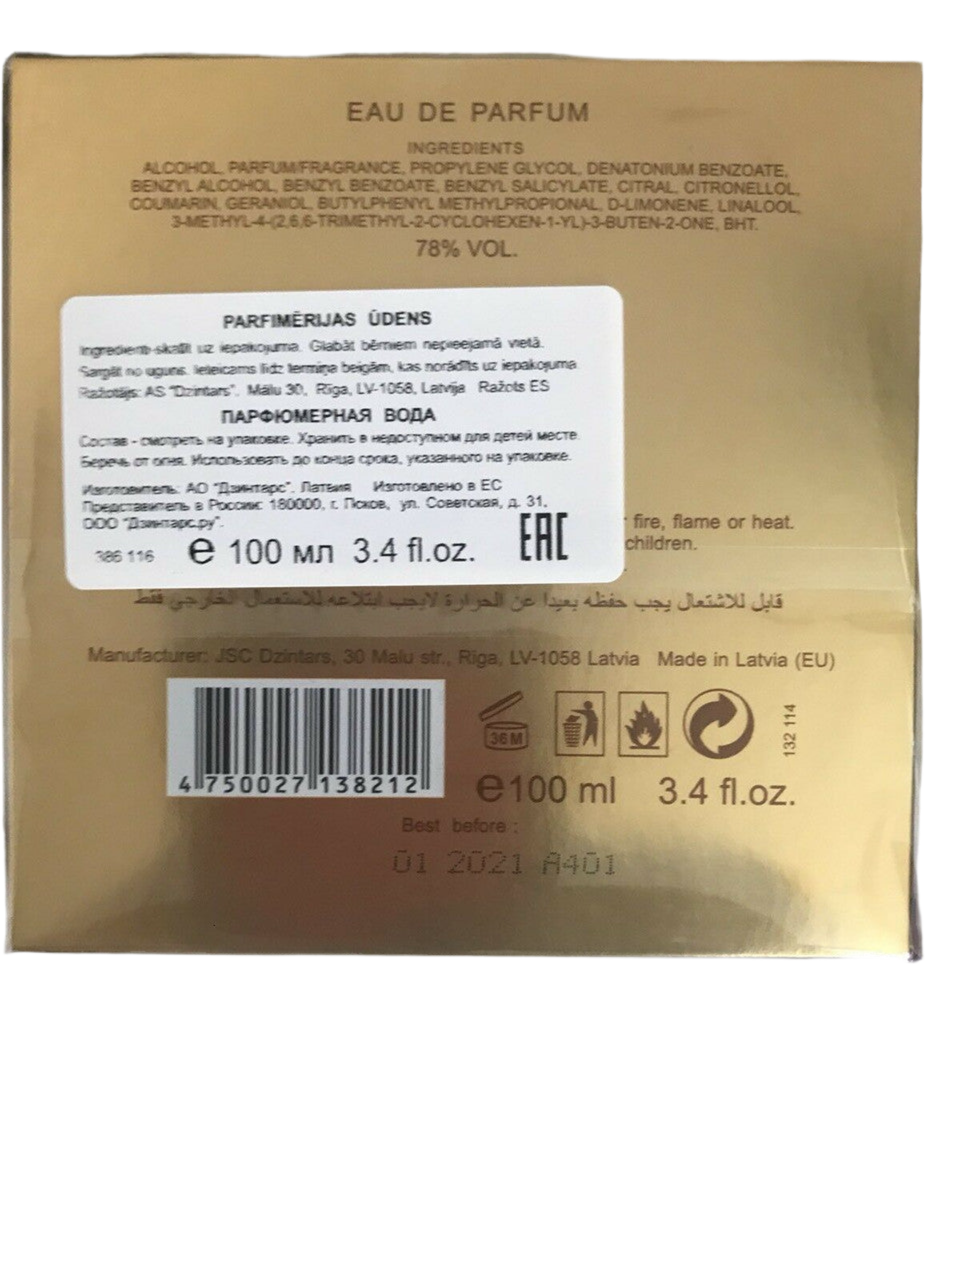 EAU DE PARFUM
INGREDIENTS
ALCOHOL, PARFUM/FRAGRANCE, PROPYLENE GLYCOL, DENATONIUM BENZOATE,
BENZYL ALCOHOL, BENZYL BENZOATE, BENZYL SALICYLATE, CITRAL, CITRONELLOL,
COUMARIN, GERANIOL, BUTYLPHENYL METHYLPROPIONAL, D-LIMONENE, LINALOOL,
3-METHYL-4-(2,6,6-TRIMETHYL-2-CYCLOHEXEN-1-YL)-3-BUTEN-2-ONE, BHT.
78% VOL.
PARFIMĒRIJAS ŪDENS
Ingredienti-skatīt uz iepakojuma. Glabāt bērniem nepieejamā vietā.
Sargāt no uguns. Ieteicams līdz termiņa beigām, kas norādīts uz iepakojuma
Ražotājs: AS "Dzintars", Mālu 30, Rīga, LV-1058, Latvija Ražots ES
ПАРФЮМЕРНАЯ ВОДА
Состав - смотреть на упаковке. Хранить в недоступном для детей месте.
Беречь от огня. Использовать до конца срока, указанного на упаковке.
Изготовитель: АО "Дзинтарс", Латвия Изготовлено в ЕС
Представитель в России: 180000, г. Псков, ул. Советская, д. 31,
ООО "Дзинтарс.ру".
386 116 e 100 мл 3.4 fl.oz. EAC
fire, flame or heat.
children.
قابل للاشتعال يجب حفظه بعيدا عن الحرارة لايجب ابتلاعه للاستعمال الخارجي فقط
Manufacturer: JSC Dzintars, 30 Malu str., Riga, LV-1058 Latvia Made in Latvia (EU)
36 M
132 114
4 750027 138212
e 100 ml 3.4 fl.oz.
Best before :
01 2021 A401